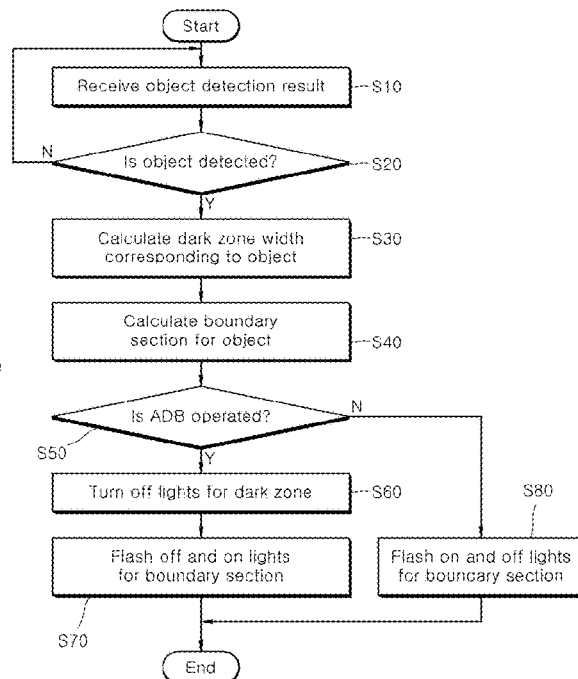 Start
Receive object detection result
S10
N
Is object detected?
S20
Y
Calculate dark zone width
corresponding to object
S30
Calculate boundary
section for object
S40
Is ADB operated?
N
S50
Y
Turn off lights for dark zone
S60
S80
Flash off and on lights
for boundary section
Flash on and off lights
for boundary section
S70
End